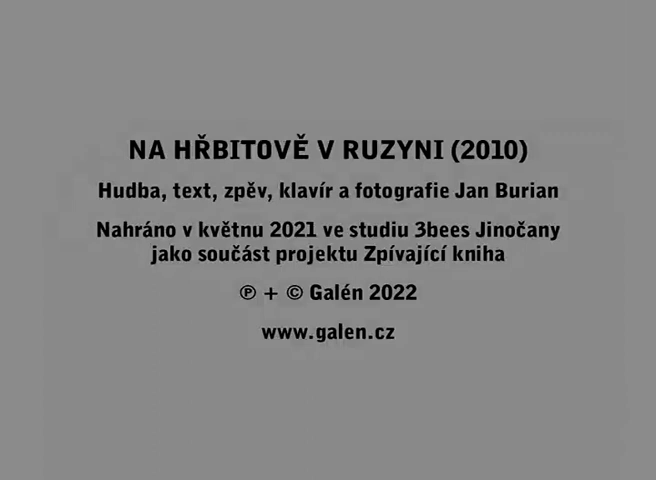 NA HŘBITOVĚ V RUZYNI (2010)
Hudba, text, zpěv, klavír a fotografie Jan Burian
Nahráno v květnu 2021 ve studiu 3bees Jinočany
jako součást projektu Zpívající kniha
℗ + © Galén 2022
www.galen.cz